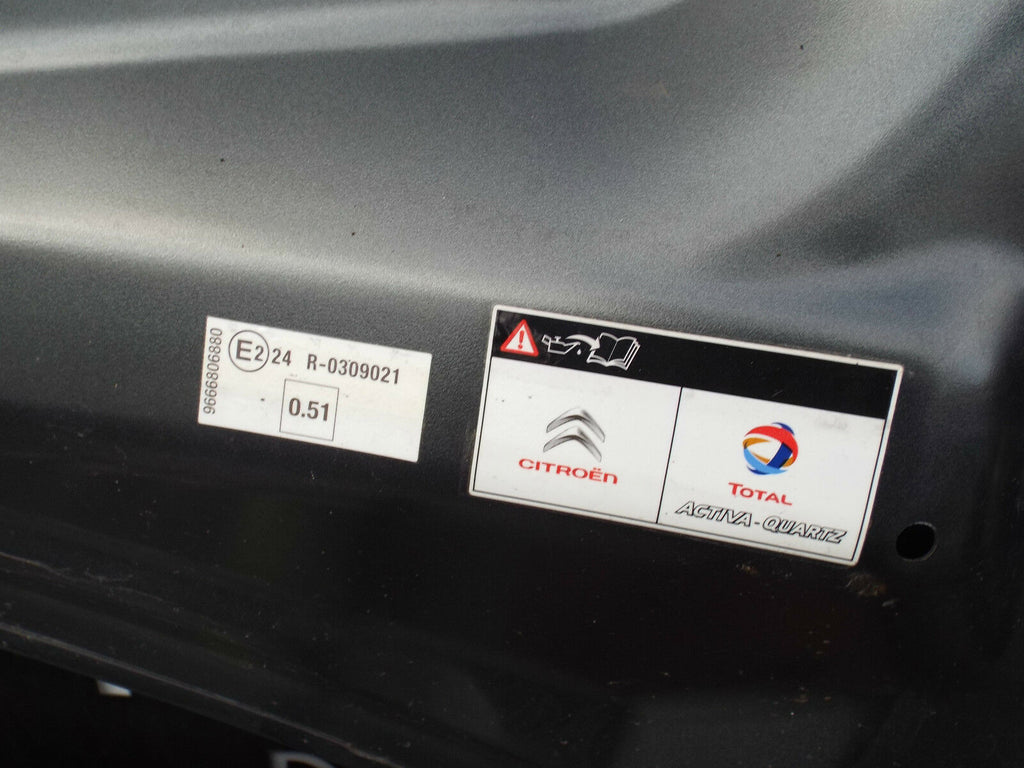 9666806880
E2 24 R-0309021
0.51
CITROËN
TOTAL
ACTIVA - QUARTZ